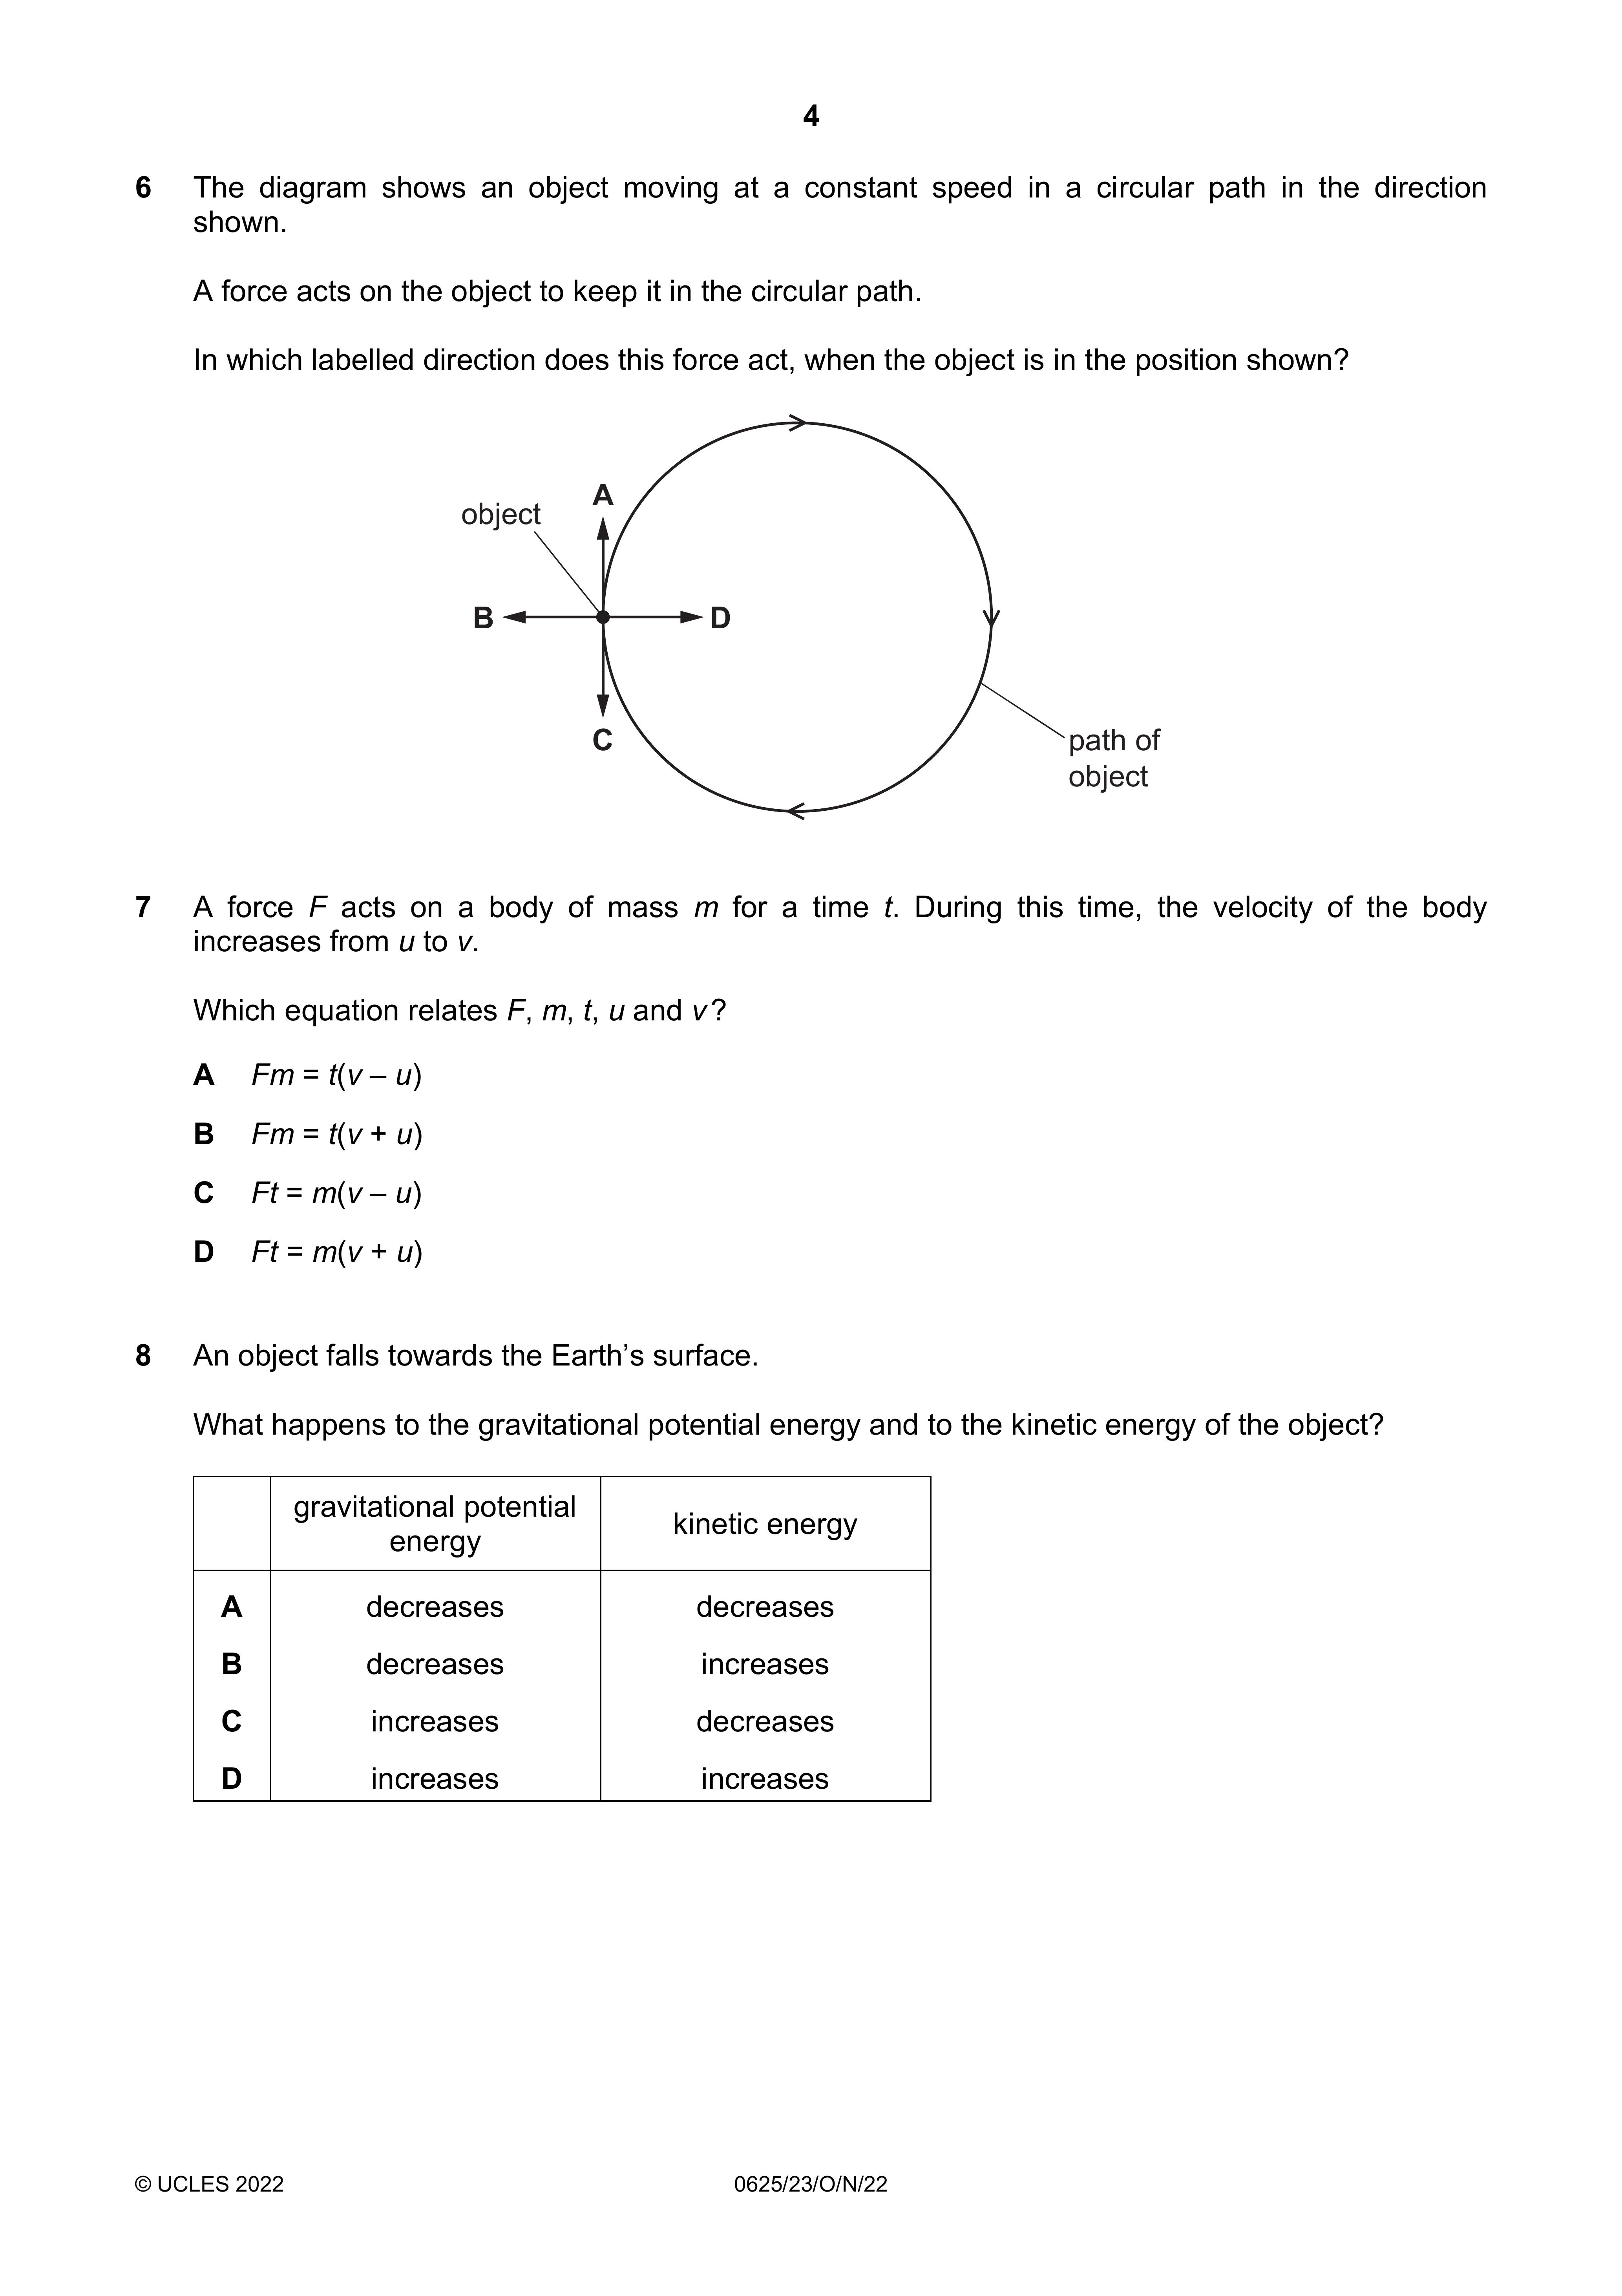 4
6 The diagram shows an object moving at a constant speed in a circular path in the direction
shown.
A force acts on the object to keep it in the circular path.
In which labelled direction does this force act, when the object is in the position shown?
A
object
B D
C
path of
object
7 A force F acts on a body of mass m for a time t. During this time, the velocity of the body
increases from u to v.
Which equation relates F, m, t, u and v?
A Fm = t(v – u)
B Fm = t(v + u)
C Ft = m(v – u)
D Ft = m(v + u)
8 An object falls towards the Earth’s surface.
What happens to the gravitational potential energy and to the kinetic energy of the object?
gravitational potential
energy
kinetic energy
A decreases decreases
B decreases increases
C increases decreases
D increases increases
© UCLES 2022 0625/23/O/N/22